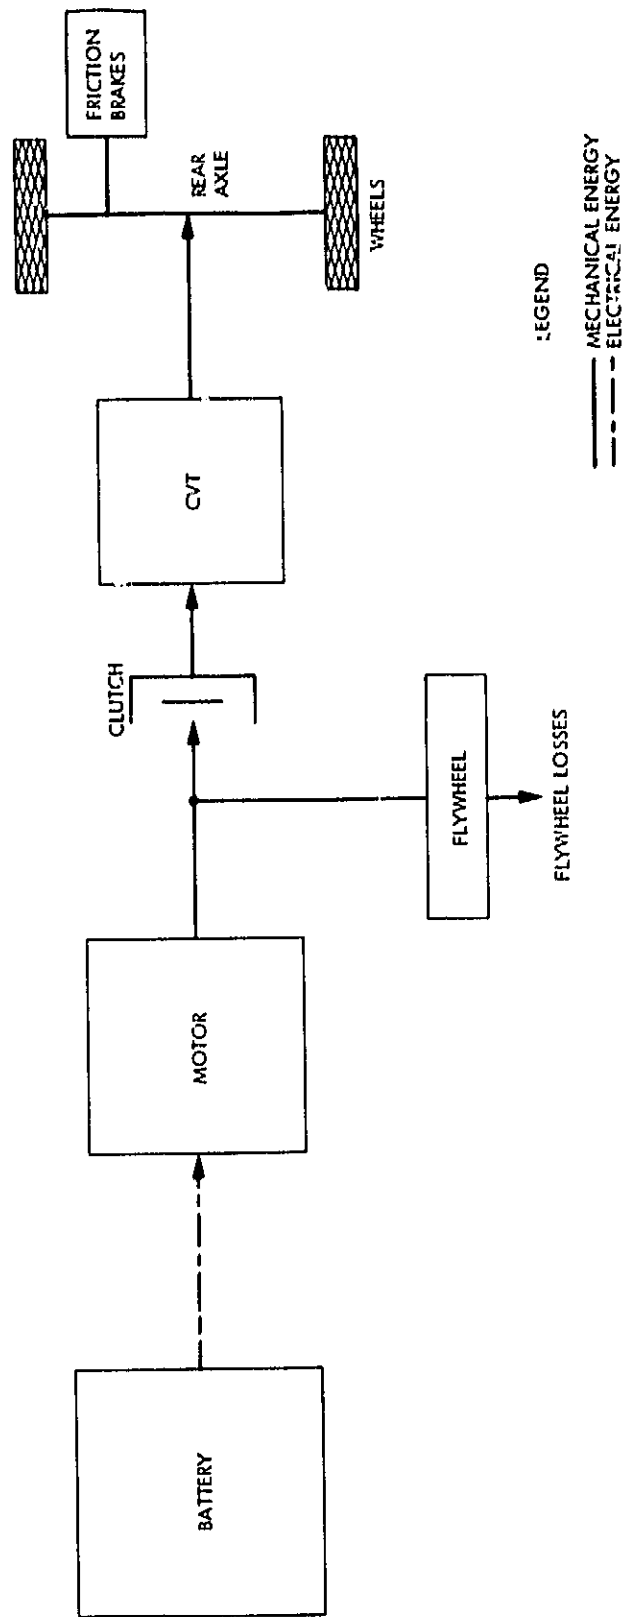 BATTERY
MOTOR
FLYWHEEL
FLYWHEEL LOSSES
CLUTCH
CVT
REAR
AXLE
FRICTION
BRAKES
WHEELS
LEGEND
MECHANICAL ENERGY
ELECTRICAL ENERGY